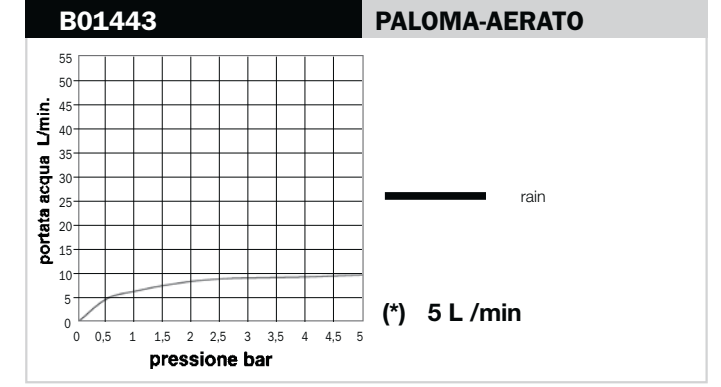 B01443
PALOMA-AERATO
portata acqua L/min.
55
50
45
40
35
30
25
20
15
10
5
0
0 0,5 1 1,5 2 2,5 3 3,5 4 4,5 5
pressione bar
rain
(*) 5 L /min